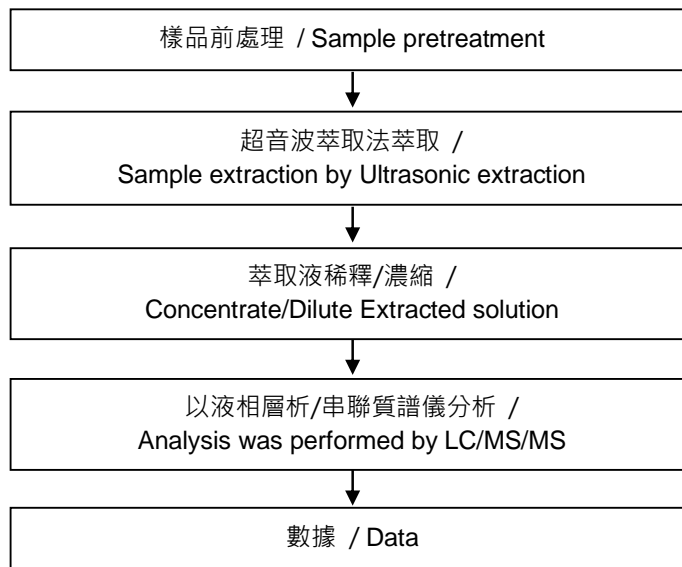 樣品前處理 / Sample pretreatment
超音波萃取法萃取 /
Sample extraction by Ultrasonic extraction
萃取液稀釋/濃縮 /
Concentrate/Dilute Extracted solution
以液相層析/串聯質譜儀分析 /
Analysis was performed by LC/MS/MS
數據 / Data